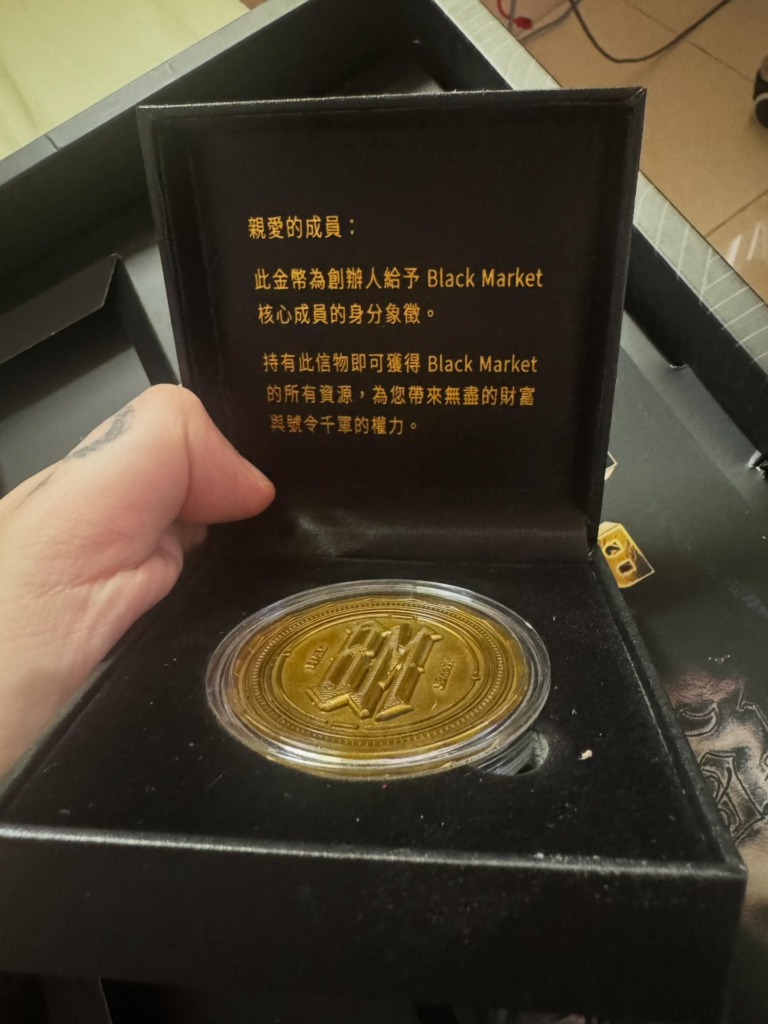 親愛的成員：
此金幣為創辦人給予 Black Market
核心成員的身分象徵。
持有此信物即可獲得 Black Market
的所有資源，為您帶來無盡的財富
與號令千軍的權力。
BM